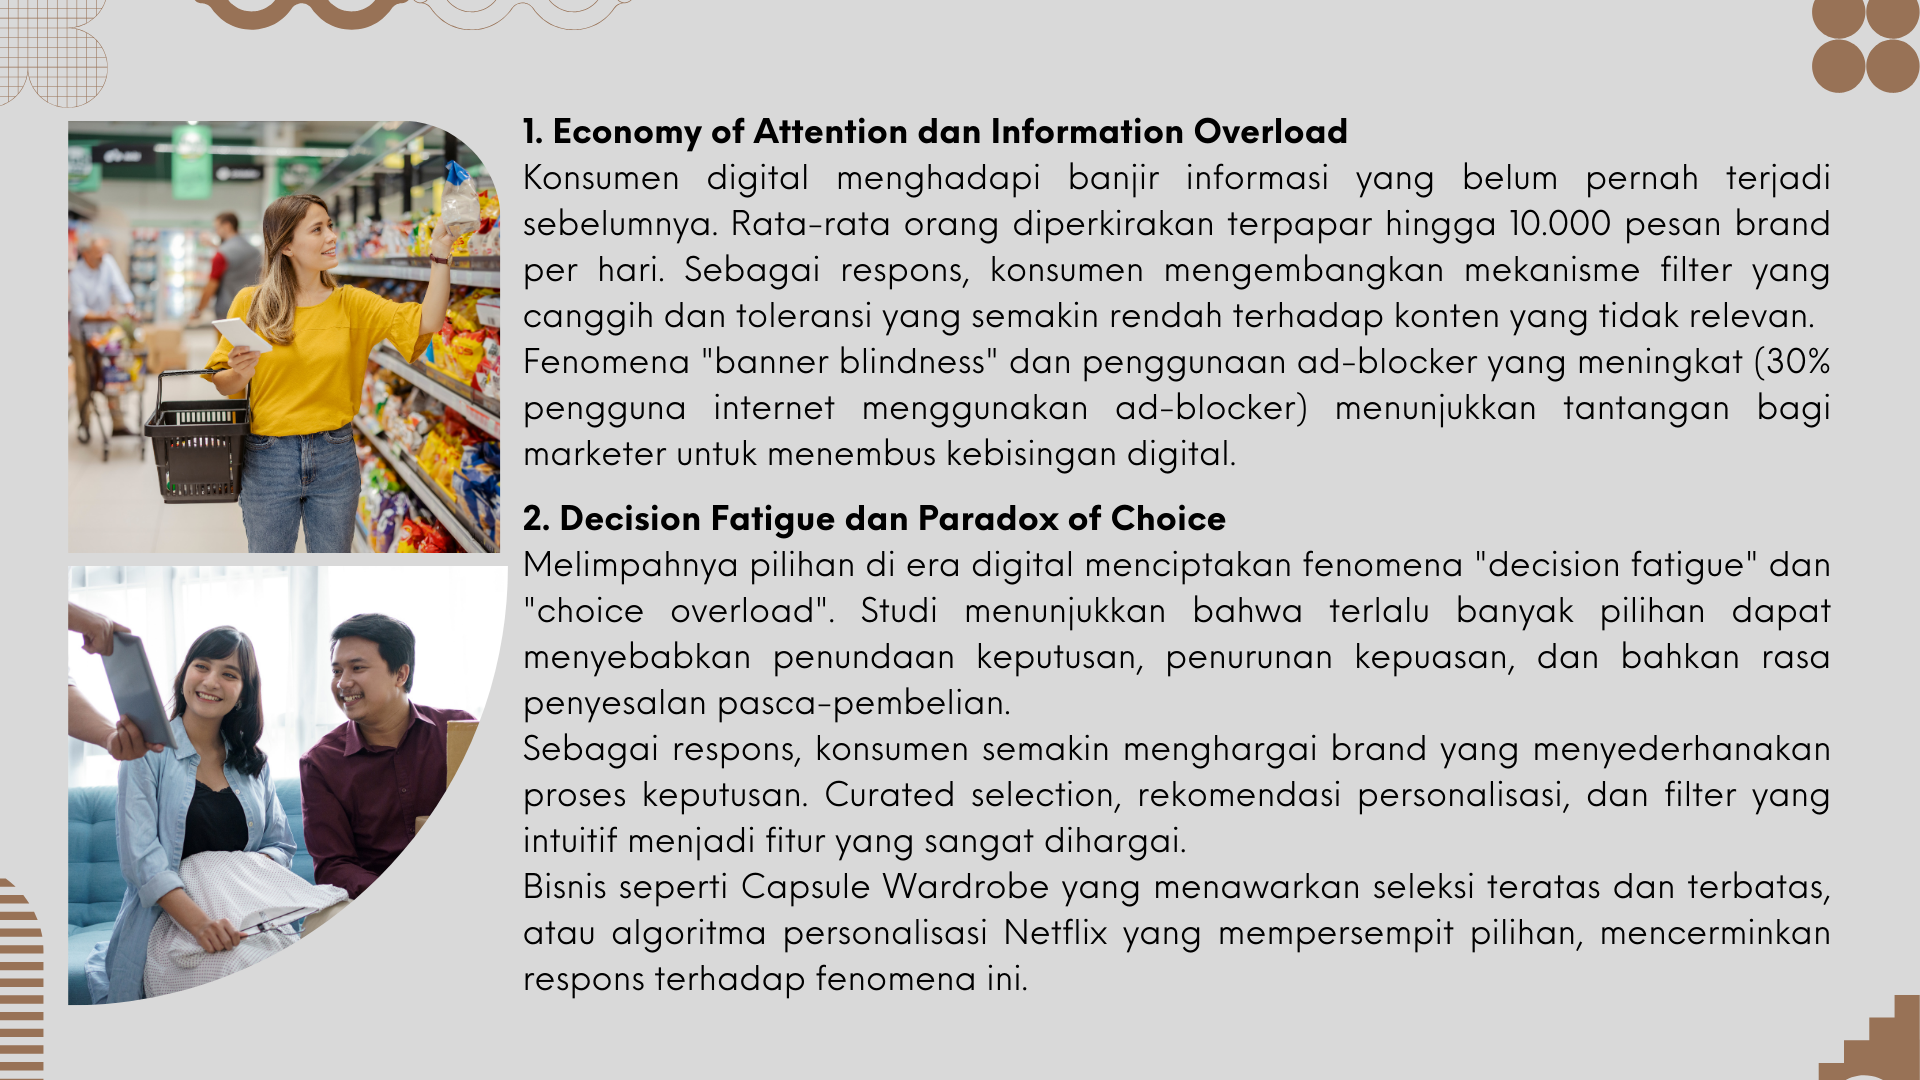 1. Economy of Attention dan Information Overload
Konsumen digital menghadapi banjir informasi yang belum pernah terjadi
sebelumnya. Rata-rata orang diperkirakan terpapar hingga 10.000 pesan brand
per hari. Sebagai respons, konsumen mengembangkan mekanisme filter yang
canggih dan toleransi yang semakin rendah terhadap konten yang tidak relevan.
Fenomena "banner blindness" dan penggunaan ad-blocker yang meningkat (30%
pengguna internet menggunakan ad-blocker) menunjukkan tantangan bagi
marketer untuk menembus kebisingan digital.
2. Decision Fatigue dan Paradox of Choice
Melimpahnya pilihan di era digital menciptakan fenomena "decision fatigue" dan
"choice overload". Studi menunjukkan bahwa terlalu banyak pilihan dapat
menyebabkan penundaan keputusan, penurunan kepuasan, dan bahkan rasa
penyesalan pasca-pembelian.
Sebagai respons, konsumen semakin menghargai brand yang menyederhanakan
proses keputusan. Curated selection, rekomendasi personalisasi, dan filter yang
intuitif menjadi fitur yang sangat dihargai.
Bisnis seperti Capsule Wardrobe yang menawarkan seleksi teratas dan terbatas,
atau algoritma personalisasi Netflix yang mempersempit pilihan, mencerminkan
respons terhadap fenomena ini.